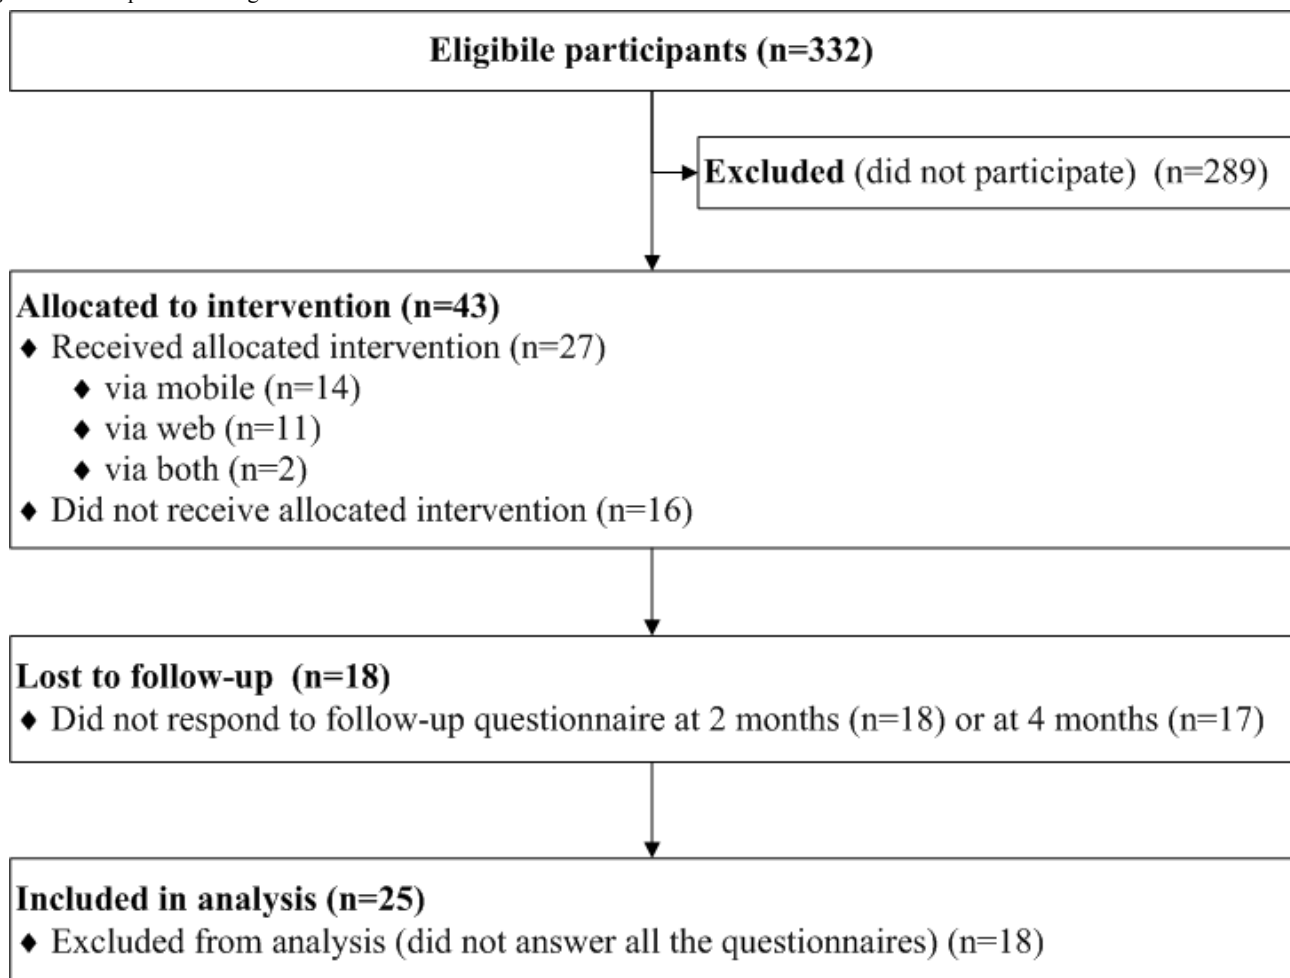 Eligibile participants (n=332)
Excluded (did not participate) (n=289)
Allocated to intervention (n=43)
♦ Received allocated intervention (n=27)
♦ via mobile (n=14)
♦ via web (n=11)
♦ via both (n=2)
♦ Did not receive allocated intervention (n=16)
Lost to follow-up (n=18)
♦ Did not respond to follow-up questionnaire at 2 months (n=18) or at 4 months (n=17)
Included in analysis (n=25)
♦ Excluded from analysis (did not answer all the questionnaires) (n=18)